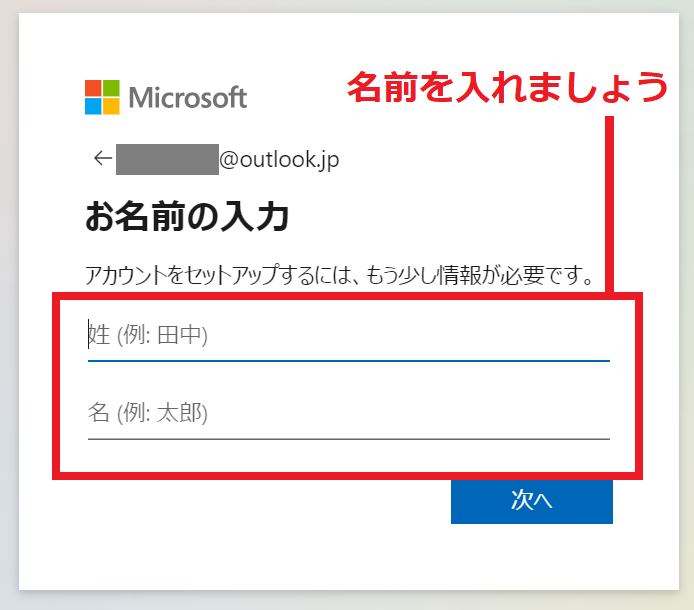 名前を入れましょう
Microsoft
←@outlook.jp
お名前の入力
アカウントをセットアップするには、もう少し情報が必要です。
姓 (例: 田中)
名 (例: 太郎)
次へ